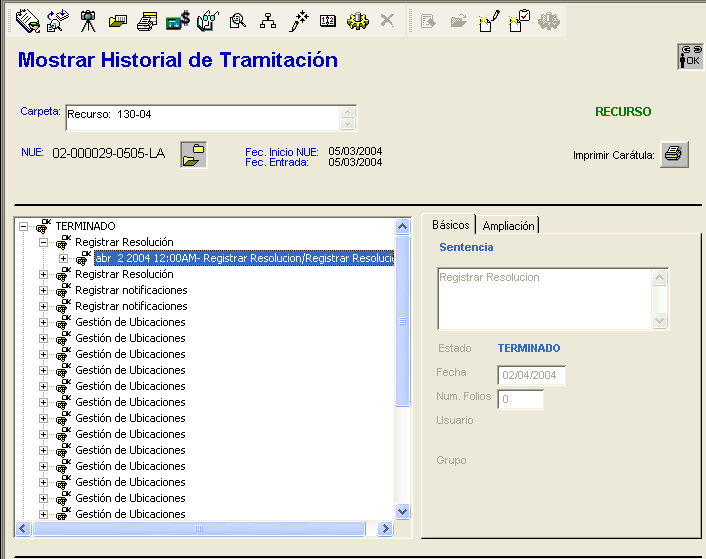 Mostrar Historial de Tramitación
OK
Carpeta: Recurso: 130-04
RECURSO
NUE: 02-000029-0505-LA
Fec. Inicio NUE: 05/03/2004
Fec. Entrada: 05/03/2004
Imprimir Carátula:
TERMINADO
Registrar Resolución
abr 2 2004 12:00AM- Registrar Resolucion/Registrar Resoluci
Registrar Resolución
Registrar notificaciones
Registrar notificaciones
Gestión de Ubicaciones
Gestión de Ubicaciones
Gestión de Ubicaciones
Gestión de Ubicaciones
Gestión de Ubicaciones
Gestión de Ubicaciones
Gestión de Ubicaciones
Gestión de Ubicaciones
Gestión de Ubicaciones
Gestión de Ubicaciones
Gestión de Ubicaciones
Gestión de Ubicaciones
Gestión de Ubicaciones
Básicos
Ampliación
Sentencia
Registrar Resolucion
Estado TERMINADO
Fecha 02/04/2004
Num. Folios 0
Usuario
Grupo